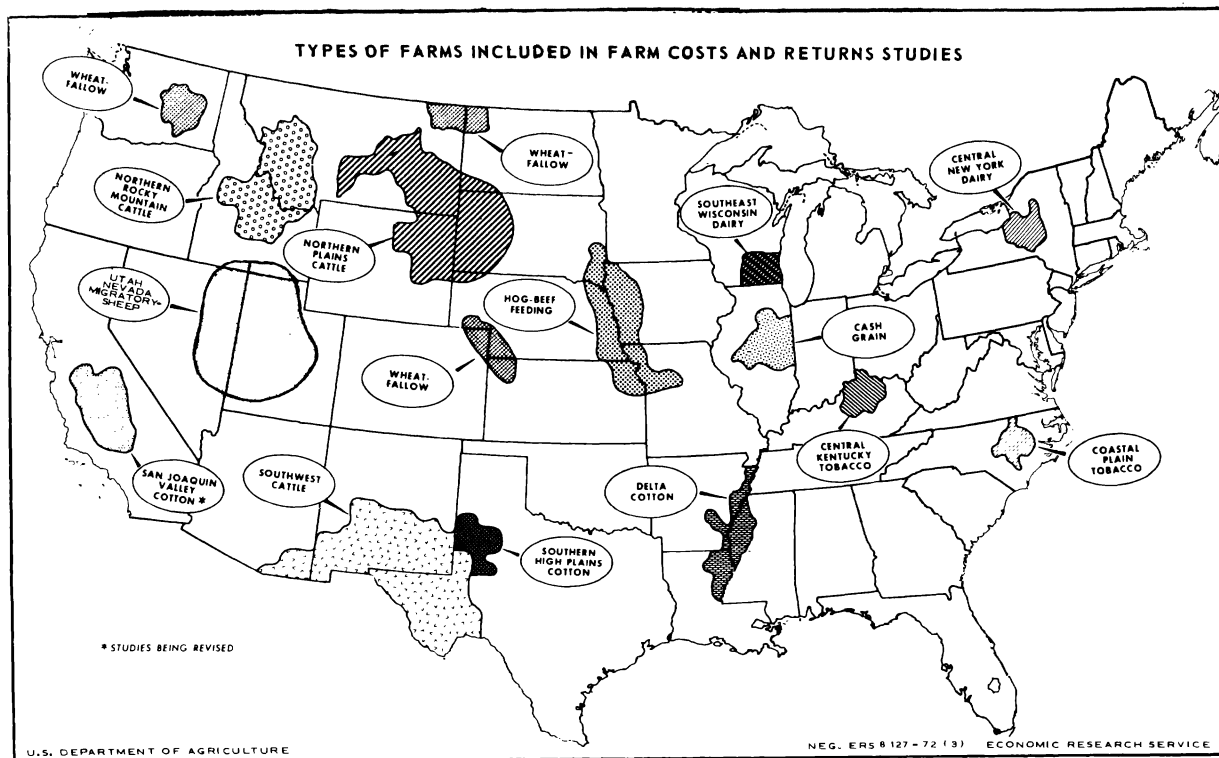 TYPES OF FARMS INCLUDED IN FARM COSTS AND RETURNS STUDIES
WHEAT-
FALLOW
NORTHERN
ROCKY
MOUNTAIN
CATTLE
UTAH
NEVADA
MIGRATORY-
SHEEP
SAN JOAQUIN
VALLEY
COTTON *
NORTHERN
PLAINS
CATTLE
WHEAT-
FALLOW
WHEAT-
FALLOW
HOG-BEEF
FEEDING
SOUTHEAST
WISCONSIN
DAIRY
CENTRAL
NEW YORK
DAIRY
CASH
GRAIN
CENTRAL
KENTUCKY
TOBACCO
COASTAL
PLAIN
TOBACCO
SOUTHWEST
CATTLE
DELTA
COTTON
SOUTHERN
HIGH PLAINS
COTTON
* STUDIES BEING REVISED
U.S. DEPARTMENT OF AGRICULTURE
NEG. ERS 8127-72 (3) ECONOMIC RESEARCH SERVICE